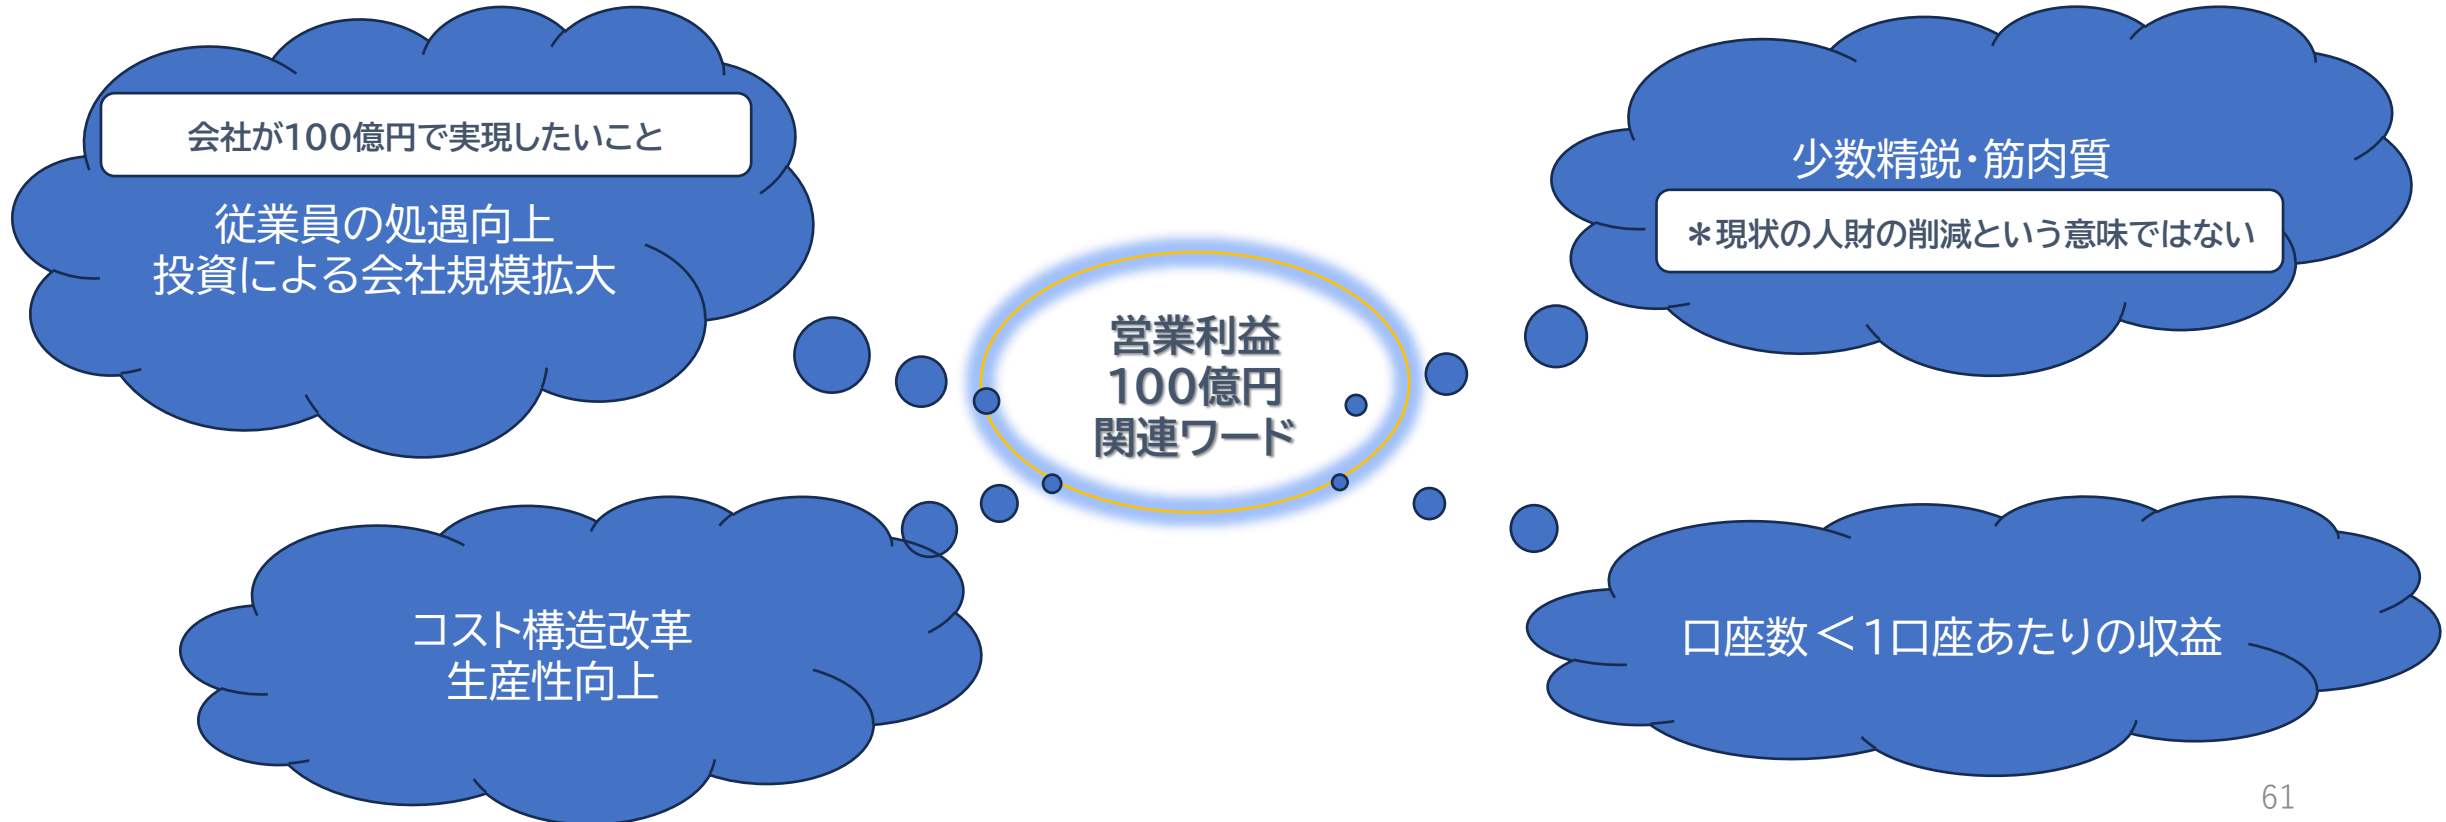 会社が100億円で実現したいこと
従業員の処遇向上
投資による会社規模拡大
少数精鋭・筋肉質
＊現状の人財の削減という意味ではない
営業利益
100億円
関連ワード
コスト構造改革
生産性向上
口座数＜1口座あたりの収益
61